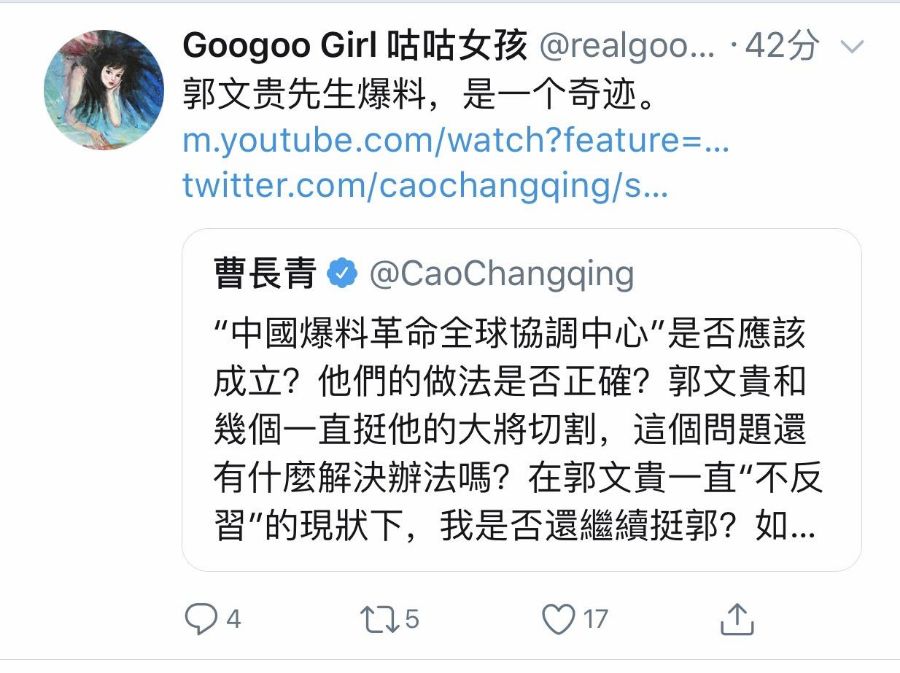 Googoo Girl 咕咕女孩 @realgoo... ·42分
郭文贵先生爆料，是一个奇迹。
m.youtube.com/watch?feature=...
twitter.com/caochangqing/s...
曹長青 @CaoChangqing
“中國爆料革命全球協調中心”是否應該
成立？他們的做法是否正確？郭文貴和
幾個一直挺他的大將切割，這個問題還
有什麼解決辦法嗎？在郭文貴一直“不反
習”的現狀下，我是否還繼續挺郭？如...
4 5 17